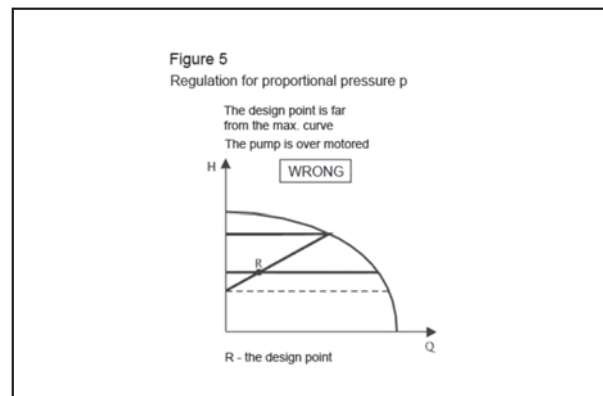 Figure 5
Regulation for proportional pressure p
The design point is far
from the max. curve
The pump is over motored
H
WRONG
R
Q
R - the design point